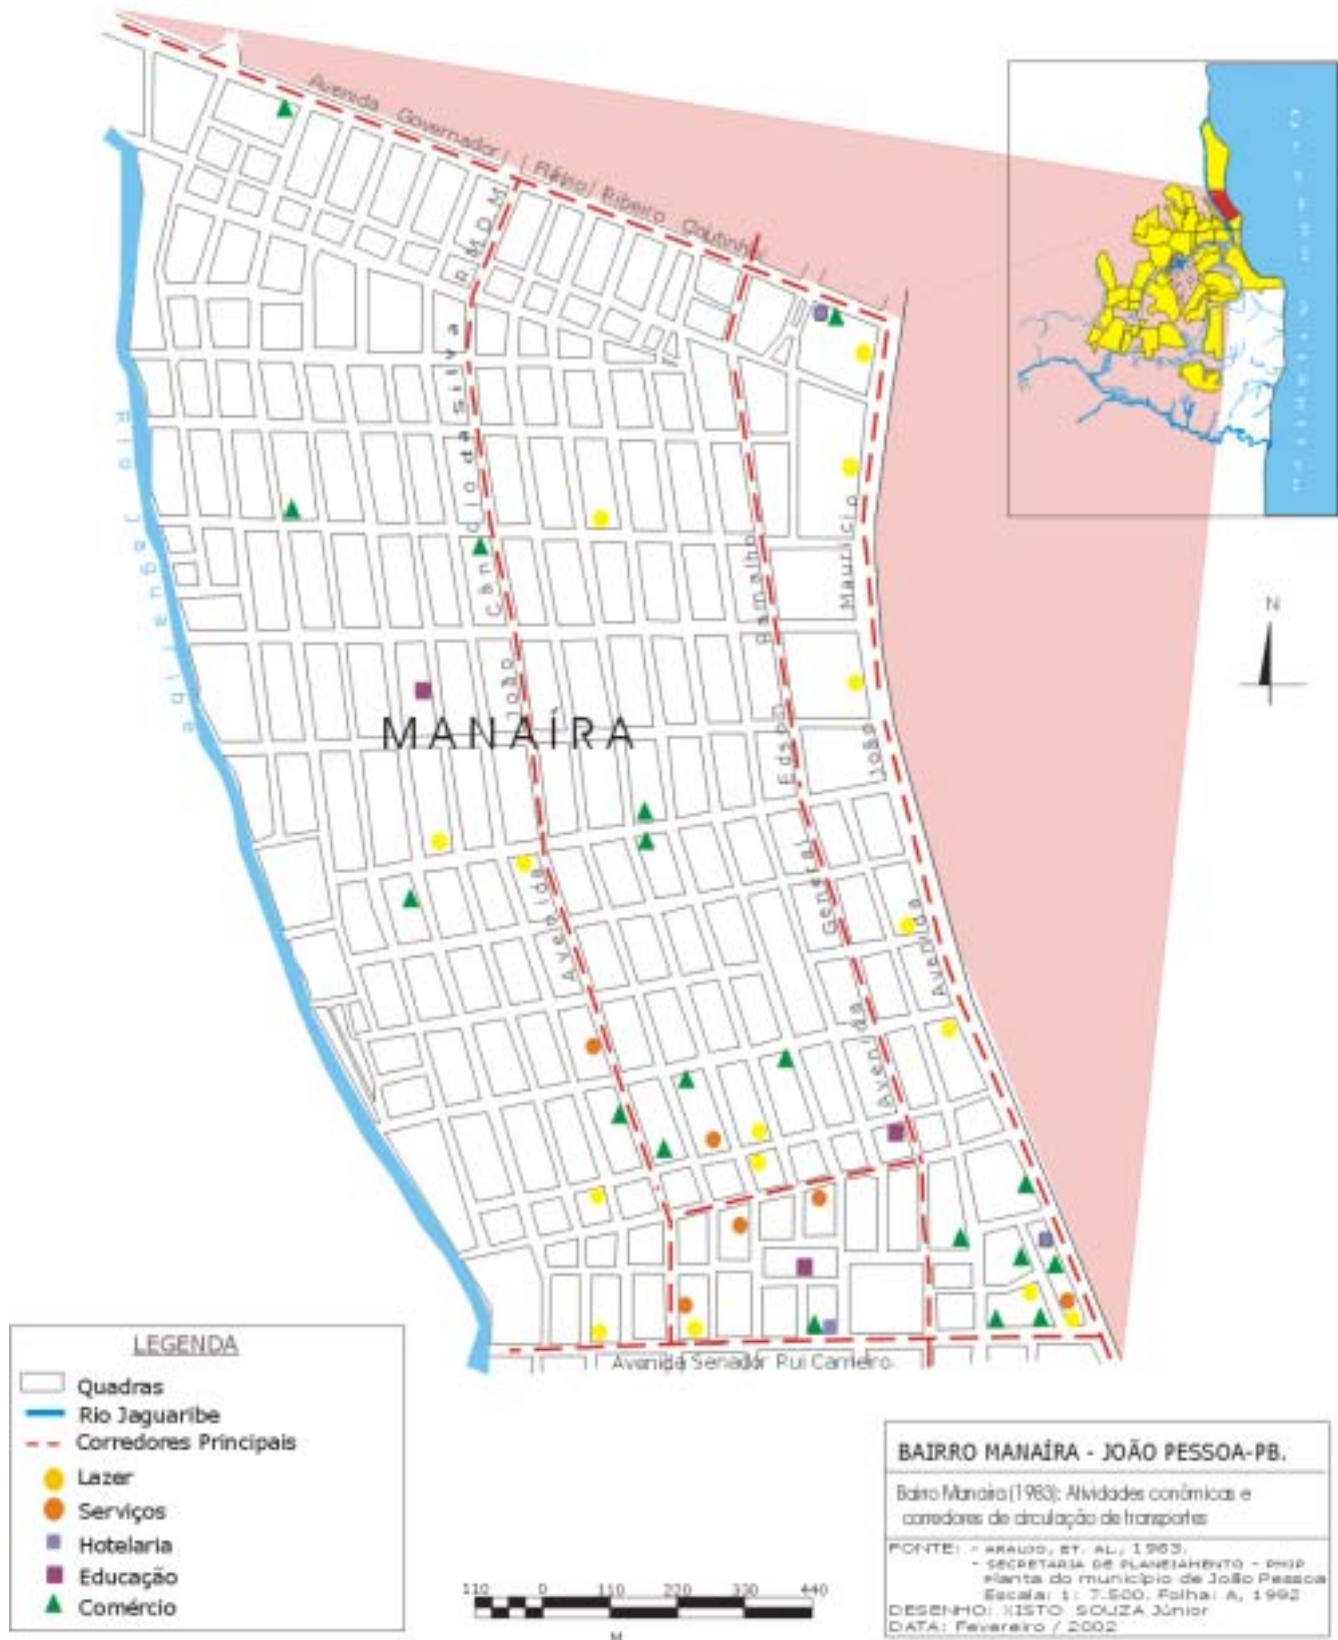 Avenida Governador Flávio Ribeiro Coutinho
Oceano Atlântico
N
Rio Jaguaribe
MANAÍRA
Avenida João Câncio da Silva
Avenida General Edson Ramalho
Avenida João Maurício
Avenida Senador Rui Carneiro
LEGENDA
Quadras
Rio Jaguaribe
Corredores Principais
Lazer
Serviços
Hotelaria
Educação
Comércio
110 0 110 220 330 440
M
BAIRRO MANAÍRA - JOÃO PESSOA-PB.
Bairro Manaíra (1983): Atividades conômicas e
corredores de circulação de transportes
FONTE: - ARAUJO, ET. AL., 1983.
- SECRETARIA DE PLANEJAMENTO - PMJP
Planta do município de João Pessoa
Escala: 1: 7.500. Folha: A, 1992
DESENHO: XISTO SOUZA Júnior
DATA: Fevereiro / 2002